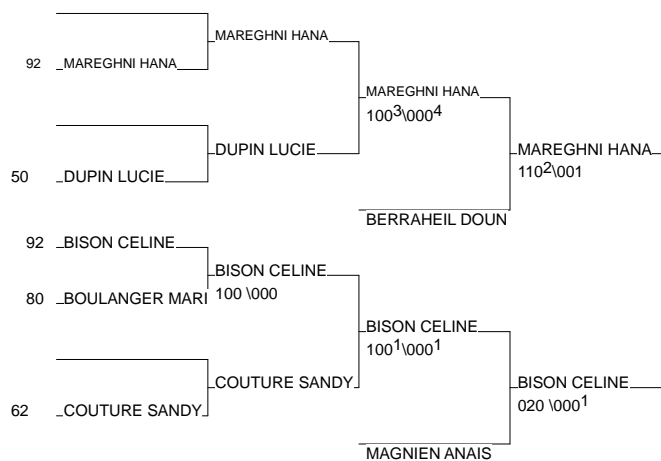 MAREGHNI HANA
92 MAREGHNI HANA
MAREGHNI HANA
100³\000⁴
DUPIN LUCIE
MAREGHNI HANA
110²\001
50 DUPIN LUCIE
BERRAHEIL DOUN
92 BISON CELINE
BISON CELINE
80 BOULANGER MARI
100 \000
BISON CELINE
100¹\000¹
COUTURE SANDY
BISON CELINE
020 \000¹
62 COUTURE SANDY
MAGNIEN ANAIS